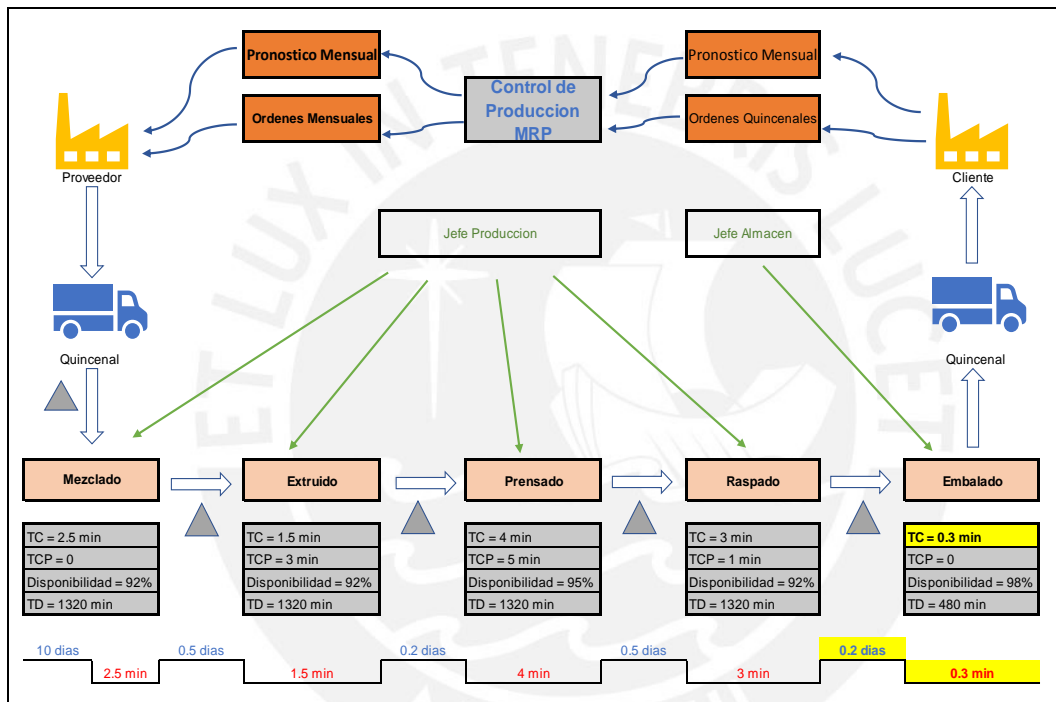 Pronostico Mensual
Pronostico Mensual
Control de
Produccion
MRP
Ordenes Mensuales
Ordenes Quincenales
Proveedor
Cliente
Jefe Produccion
Jefe Almacen
Quincenal
Quincenal
Mezclado
Extruido
Prensado
Raspado
Embalado
TC = 2.5 min
TCP = 0
Disponibilidad = 92%
TD = 1320 min
TC = 1.5 min
TCP = 3 min
Disponibilidad = 92%
TD = 1320 min
TC = 4 min
TCP = 5 min
Disponibilidad = 95%
TD = 1320 min
TC = 3 min
TCP = 1 min
Disponibilidad = 92%
TD = 1320 min
TC = 0.3 min
TCP = 0
Disponibilidad = 98%
TD = 480 min
10 dias
0.5 dias
0.2 dias
0.5 dias
0.2 dias
2.5 min
1.5 min
4 min
3 min
0.3 min
ET LUX IN TENEBRIS LUCET